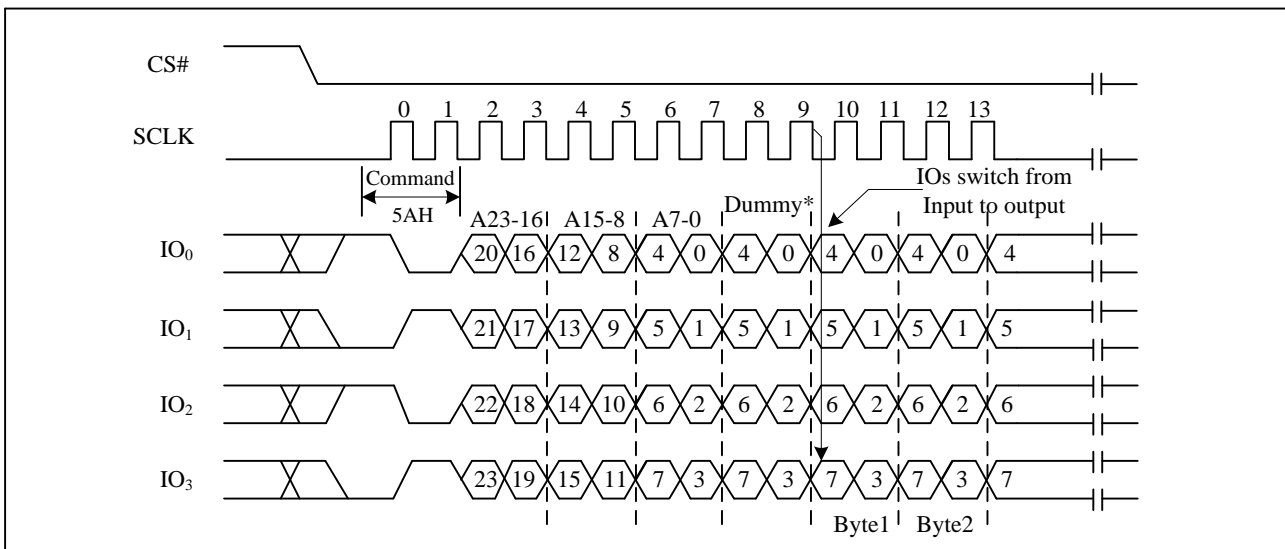 CS#
0 1 2 3 4 5 6 7 8 9 10 11 12 13
SCLK
Command
IOs switch from
5AH
Dummy*
Input to output
A23-16 A15-8 A7-0
IO0 20 16 12 8 4 0 4 0 4 0 4 0 4
IO1 21 17 13 9 5 1 5 1 5 1 5 1 5
IO2 22 18 14 10 6 2 6 2 6 2 6 2 6
IO3 23 19 15 11 7 3 7 3 7 3 7 3 7
Byte1 Byte2